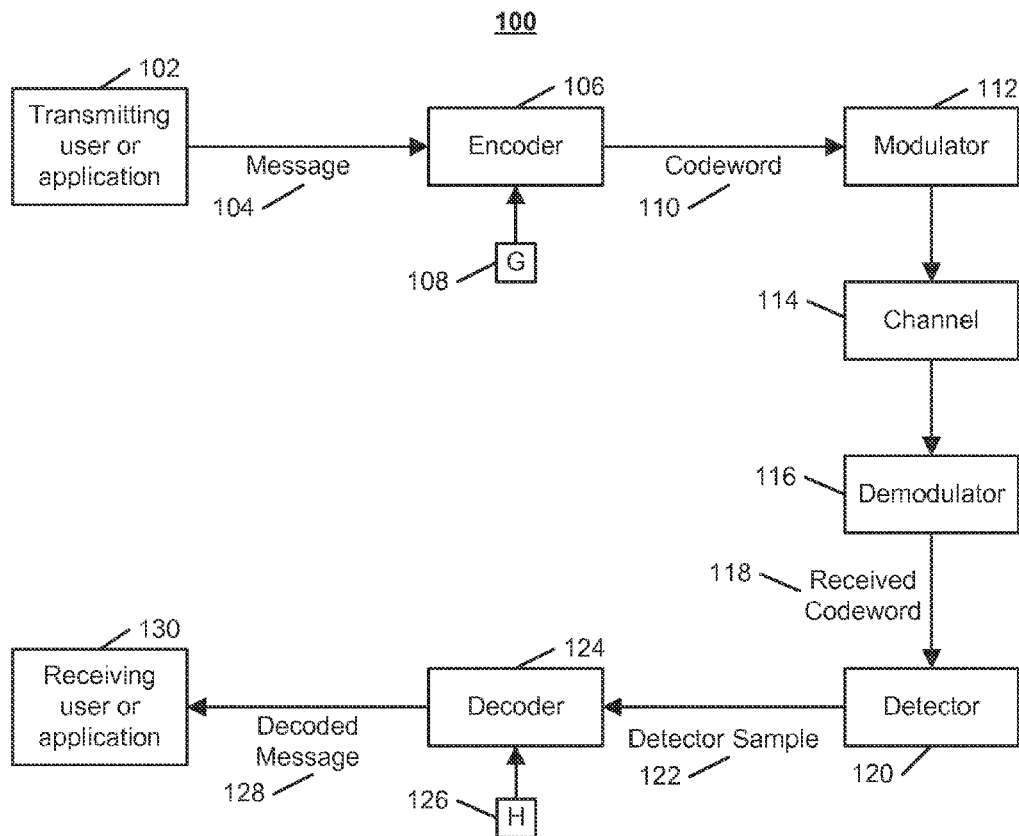 100
102
Transmitting
user or
application
Message
104
106
Encoder
108
G
Codeword
110
112
Modulator
114
Channel
116
Demodulator
118
Received
Codeword
130
Receiving
user or
application
Decoded
Message
128
124
Decoder
126
H
Detector Sample
122
Detector
120